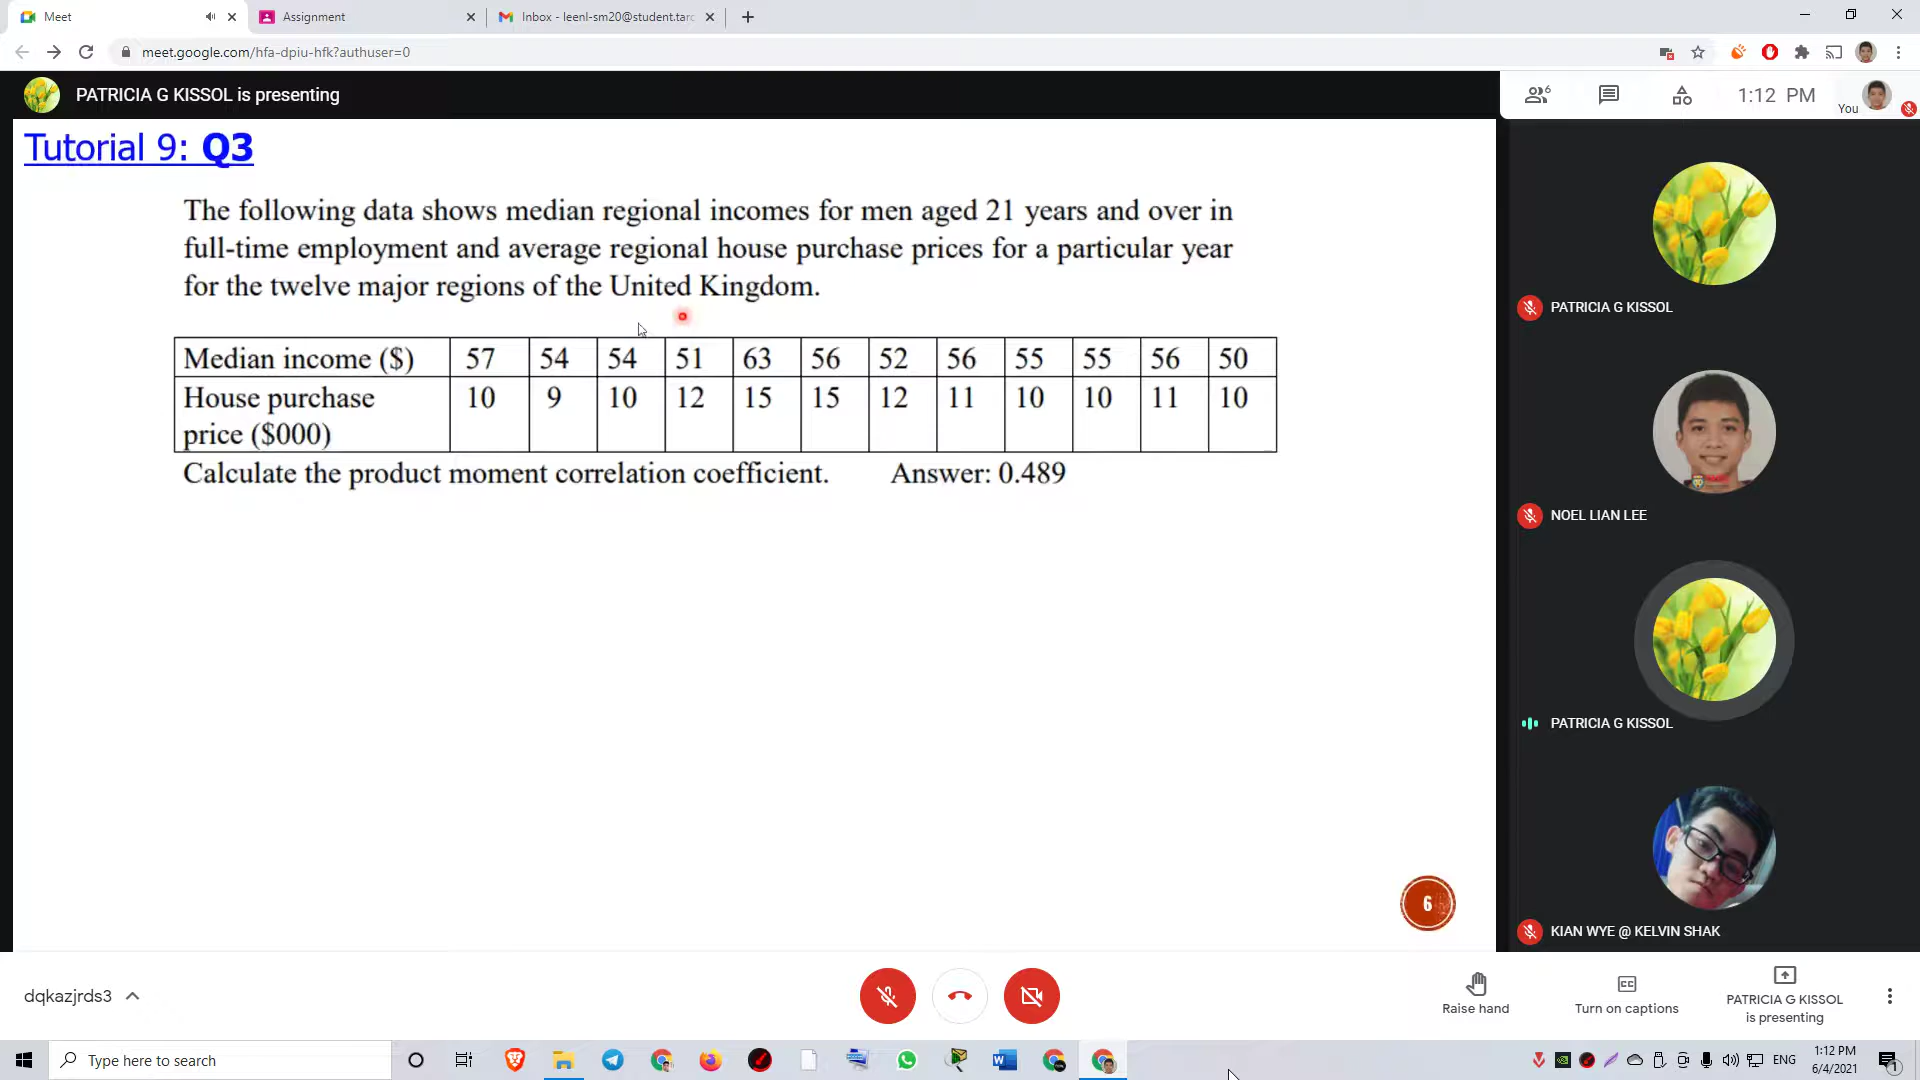 Meet
Assignment
Inbox - leenl-sm20@student.tarc
meet.google.com/hfa-dpiu-hfk?authuser=0
PATRICIA G KISSOL is presenting
6
1:12 PM
You
Tutorial 9: Q3
The following data shows median regional incomes for men aged 21 years and over in
full-time employment and average regional house purchase prices for a particular year
for the twelve major regions of the United Kingdom.
Median income ($) 57 54 54 51 63 56 52 56 55 55 56 50
House purchase price ($000) 10 9 10 12 15 15 12 11 10 10 11 10
Calculate the product moment correlation coefficient. Answer: 0.489
6
PATRICIA G KISSOL
NOEL LIAN LEE
PATRICIA G KISSOL
KIAN WYE @ KELVIN SHAK
dqkazjrds3
Raise hand
CC
Turn on captions
PATRICIA G KISSOL
is presenting
Type here to search
ENG
1:12 PM
6/4/2021
1